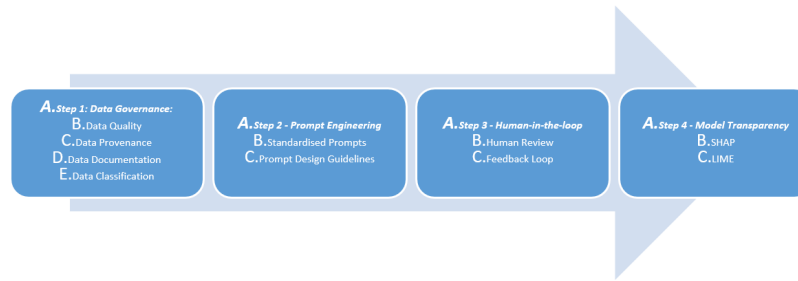 A.Step 1: Data Governance:
B.Data Quality
C.Data Provenance
D.Data Documentation
E.Data Classification
A.Step 2 - Prompt Engineering
B.Standardised Prompts
C.Prompt Design Guidelines
A.Step 3 - Human-in-the-loop
B.Human Review
C.Feedback Loop
A.Step 4 - Model Transparency
B.SHAP
C.LIME